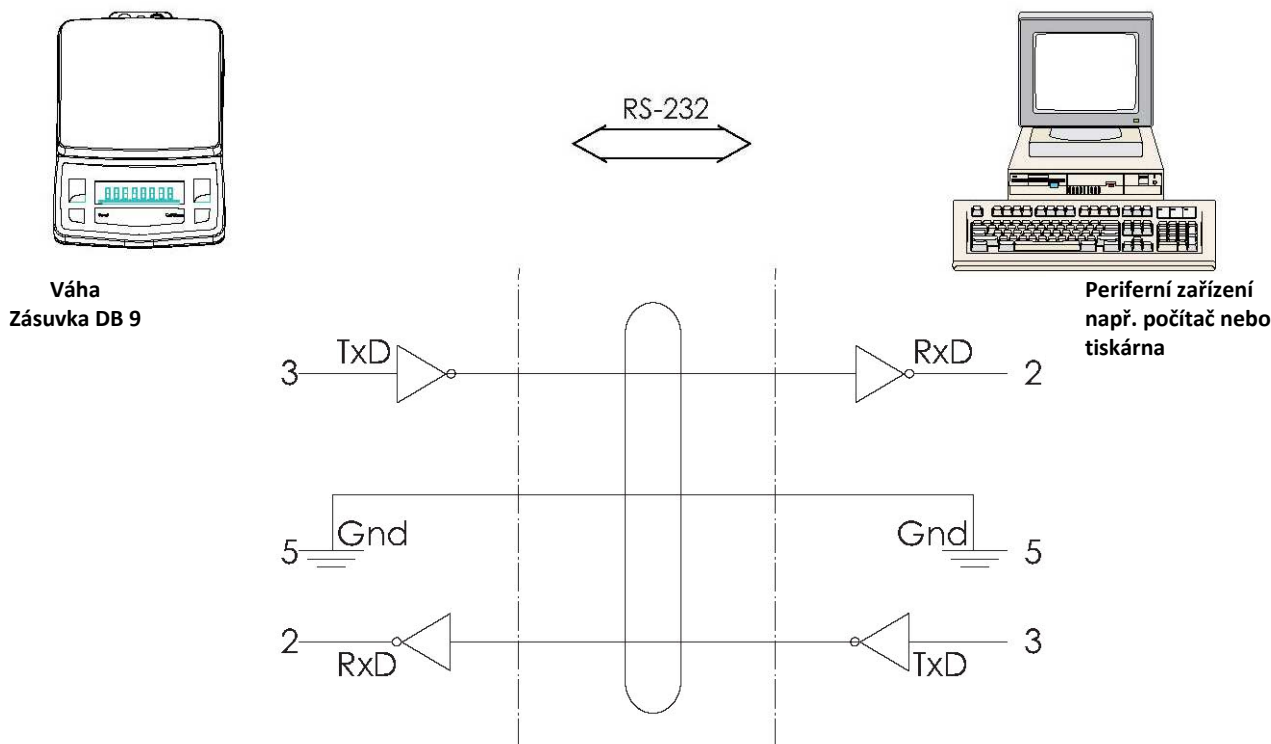 RS-232
Váha
Zásuvka DB 9
Periferní zařízení
např. počítač nebo
tiskárna
TxD
RxD
3
2
Gnd
Gnd
5
5
2
3
RxD
TxD